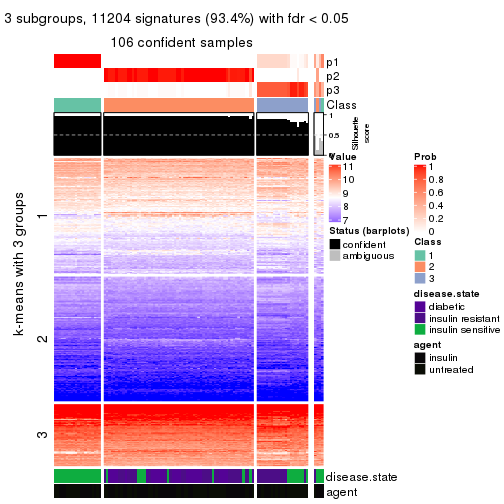 3 subgroups, 11204 signatures (93.4%) with fdr < 0.05
106 confident samples
p1
p2
p3
Class
1
0.5
0
Silhouette
score
k-means with 3 groups
1
2
3
disease.state
agent
Value
11
10
9
8
7
Status (barplots)
confident
ambiguous
Prob
1
0.8
0.6
0.4
0.2
0
Class
1
2
3
disease.state
diabetic
insulin resistant
insulin sensitive
agent
insulin
untreated